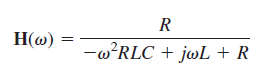 H(ω) = R / (−ω²RLC + jωL + R)